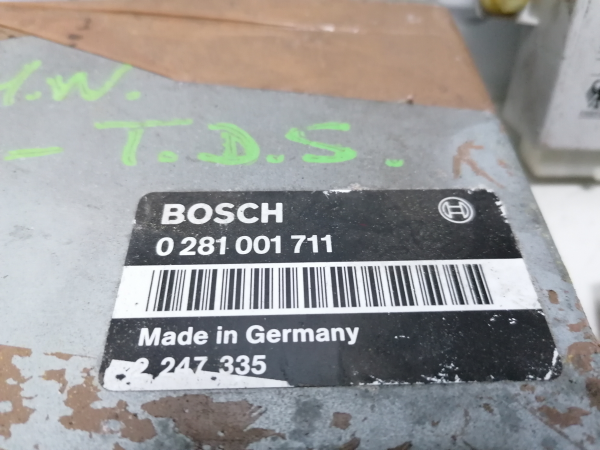 .W.
- T.D.S.
BOSCH
0 281 001 711
Made in Germany
2 247 335